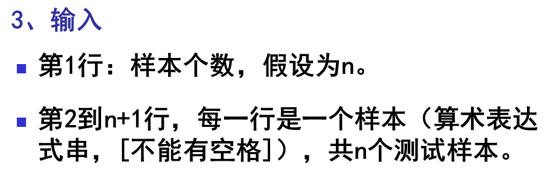 3、输入
■ 第1行：样本个数，假设为n。
■ 第2到n+1行，每一行是一个样本（算术表达
式串，[不能有空格]），共n个测试样本。